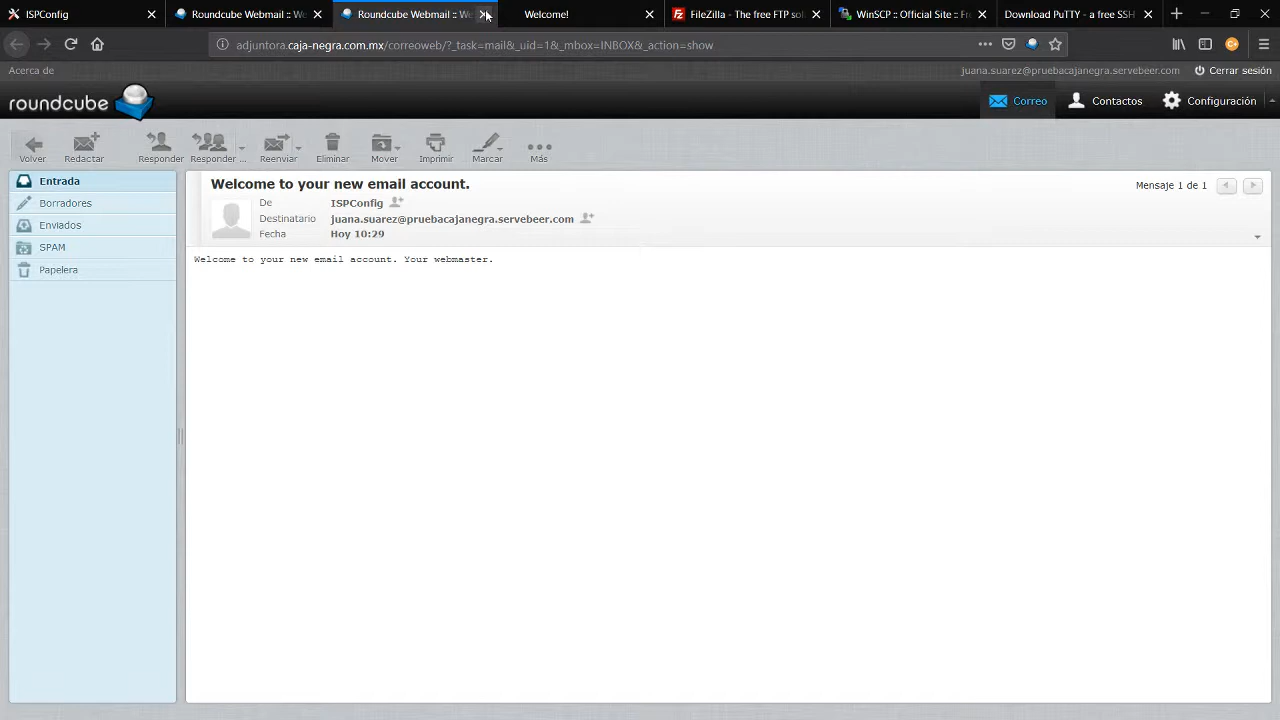 ISPConfig
Roundcube Webmail :: We
Roundcube Webmail :: We
Welcome!
FileZilla - The free FTP sol
WinSCP :: Official Site :: Fr
Download PuTTY - a free SSH
adjuntora.caja-negra.com.mx/correoweb/?_task=mail&_uid=1&_mbox=INBOX&_action=show
Acerca de
juana.suarez@pruebacajanegra.servebeer.com
Cerrar sesión
roundcube
Correo
Contactos
Configuración
Volver
Redactar
Responder
Responder ...
Reenviar
Eliminar
Mover
Imprimir
Marcar
Más
Entrada
Borradores
Enviados
SPAM
Papelera
Welcome to your new email account.
Mensaje 1 de 1
De ISPConfig
Destinatario juana.suarez@pruebacajanegra.servebeer.com
Fecha Hoy 10:29
Welcome to your new email account. Your webmaster.